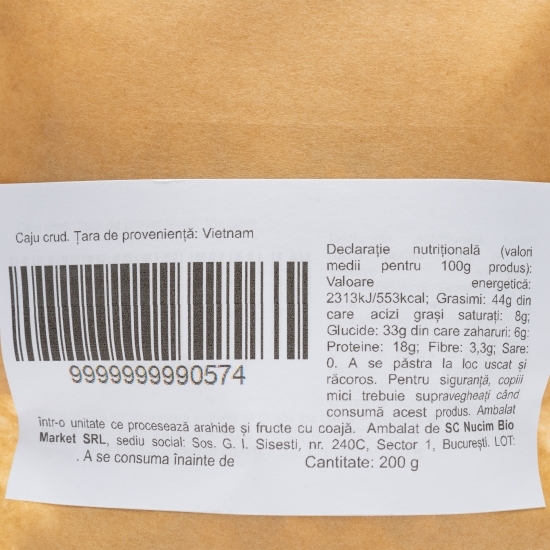 Caju crud. Țara de proveniență: Vietnam
9999999990574
Declarație nutrițională (valori
medii pentru 100g produs):
Valoare energetică:
2313kJ/553kcal; Grasimi: 44g din
care acizi grași saturați: 8g;
Glucide: 33g din care zaharuri: 6g;
Proteine: 18g; Fibre: 3,3g; Sare:
0. A se păstra la loc uscat și
răcoros. Pentru siguranță, copiii
mici trebuie supravegheați când
consumă acest produs. Ambalat
într-o unitate ce procesează arahide și fructe cu coajă. Ambalat de SC Nucim Bio
Market SRL, sediu social: Sos. G. I. Sisesti, nr. 240C, Sector 1, București. LOT:
. A se consuma înainte de Cantitate: 200 g